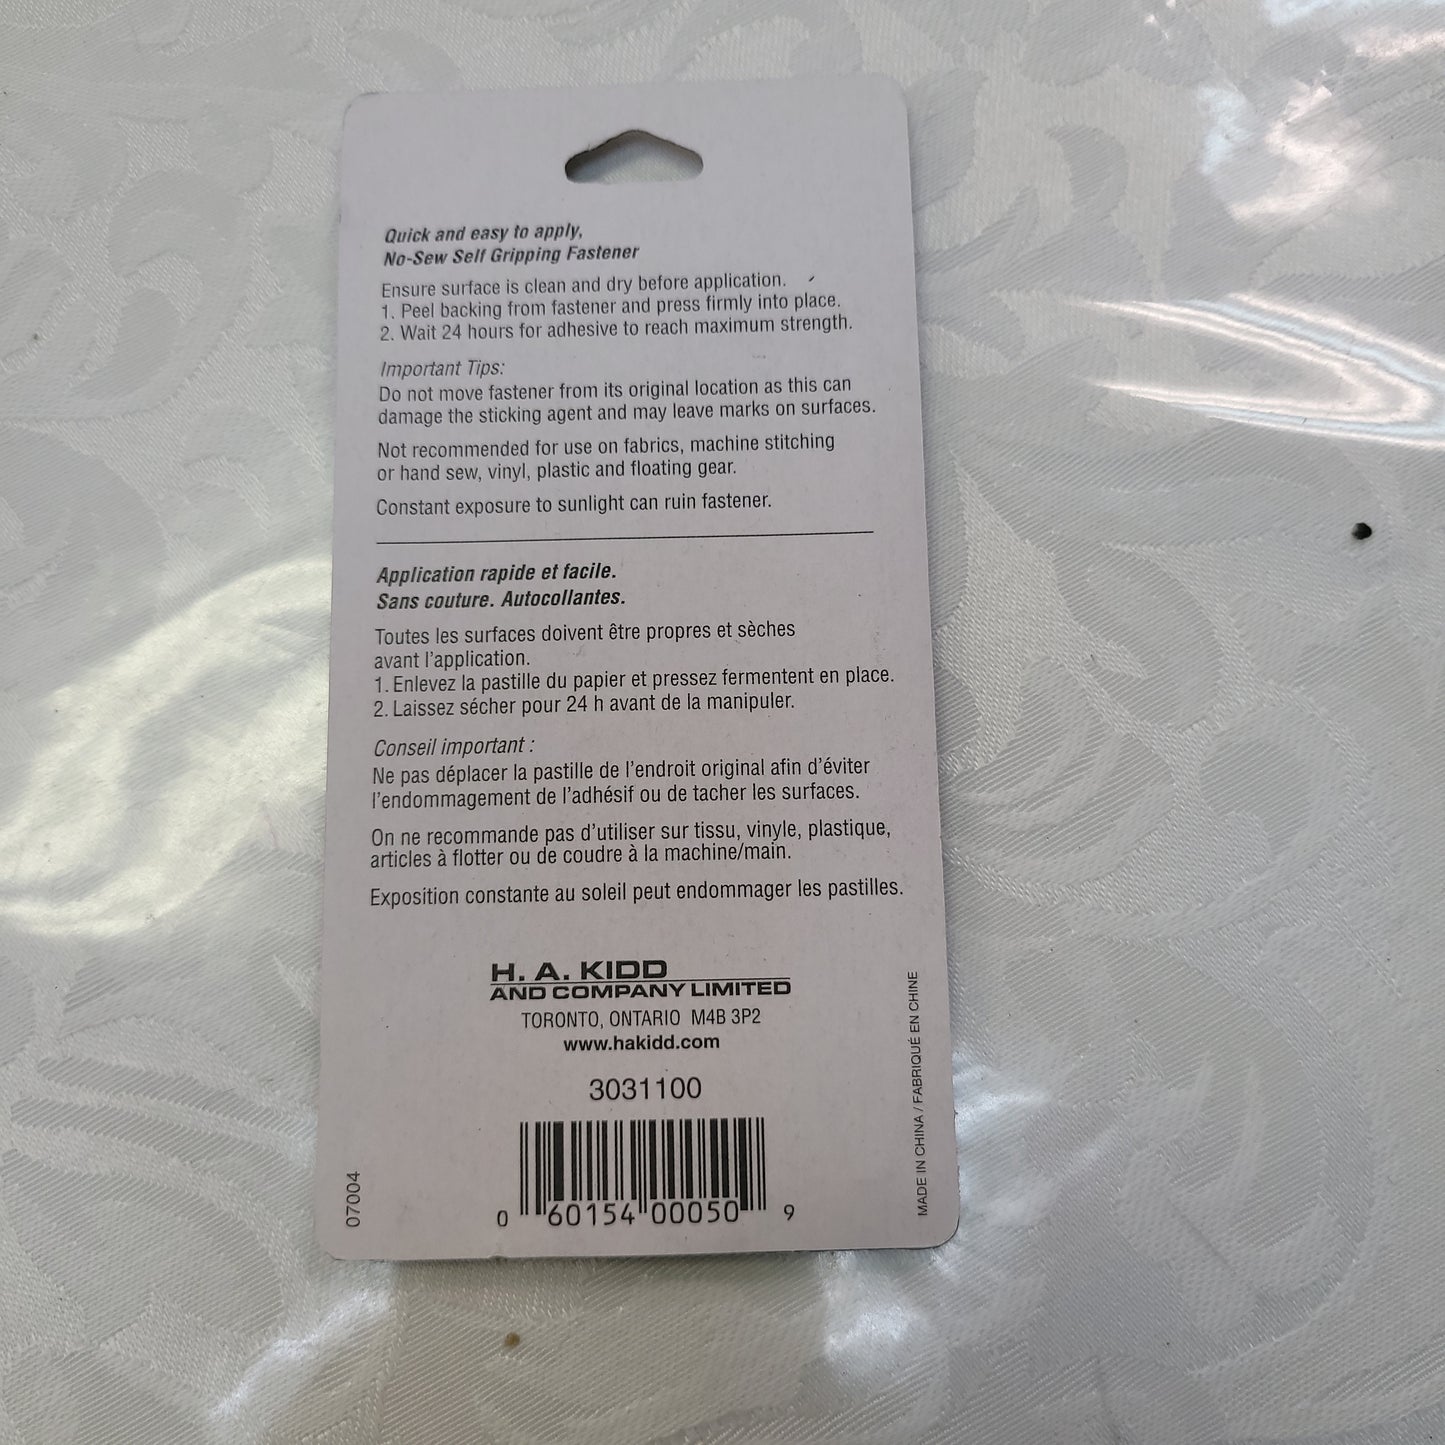 Quick and easy to apply,
No-Sew Self Gripping Fastener
Ensure surface is clean and dry before application.
1. Peel backing from fastener and press firmly into place.
2. Wait 24 hours for adhesive to reach maximum strength.
Important Tips:
Do not move fastener from its original location as this can
damage the sticking agent and may leave marks on surfaces.
Not recommended for use on fabrics, machine stitching
or hand sew, vinyl, plastic and floating gear.
Constant exposure to sunlight can ruin fastener.
Application rapide et facile.
Sans couture. Autocollantes.
Toutes les surfaces doivent être propres et sèches
avant l'application.
1. Enlevez la pastille du papier et pressez fermentent en place.
2. Laissez sécher pour 24 h avant de la manipuler.
Conseil important :
Ne pas déplacer la pastille de l'endroit original afin d'éviter
l'endommagement de l'adhésif ou de tacher les surfaces.
On ne recommande pas d'utiliser sur tissu, vinyle, plastique,
articles à flotter ou de coudre à la machine/main.
Exposition constante au soleil peut endommager les pastilles.
H. A. KIDD
AND COMPANY LIMITED
TORONTO, ONTARIO M4B 3P2
www.hakidd.com
3031100
0 60154 00050 9
07004
MADE IN CHINA / FABRIQUÉ EN CHINE